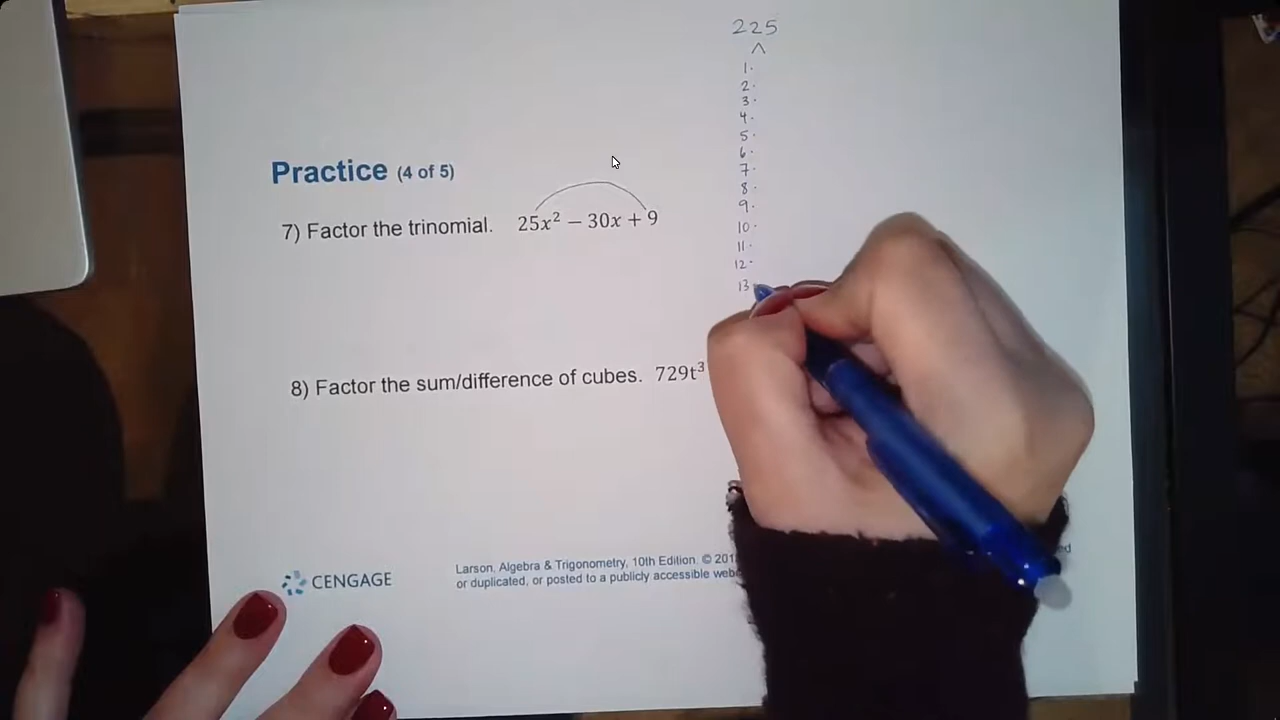 225
^
1·
2·
3·
4·
5·
6·
7·
8·
9·
10·
11·
12·
13
Practice (4 of 5)
7) Factor the trinomial. 25x² − 30x + 9
8) Factor the sum/difference of cubes. 729t³
CENGAGE
Larson, Algebra & Trigonometry, 10th Edition. © 201
or duplicated, or posted to a publicly accessible